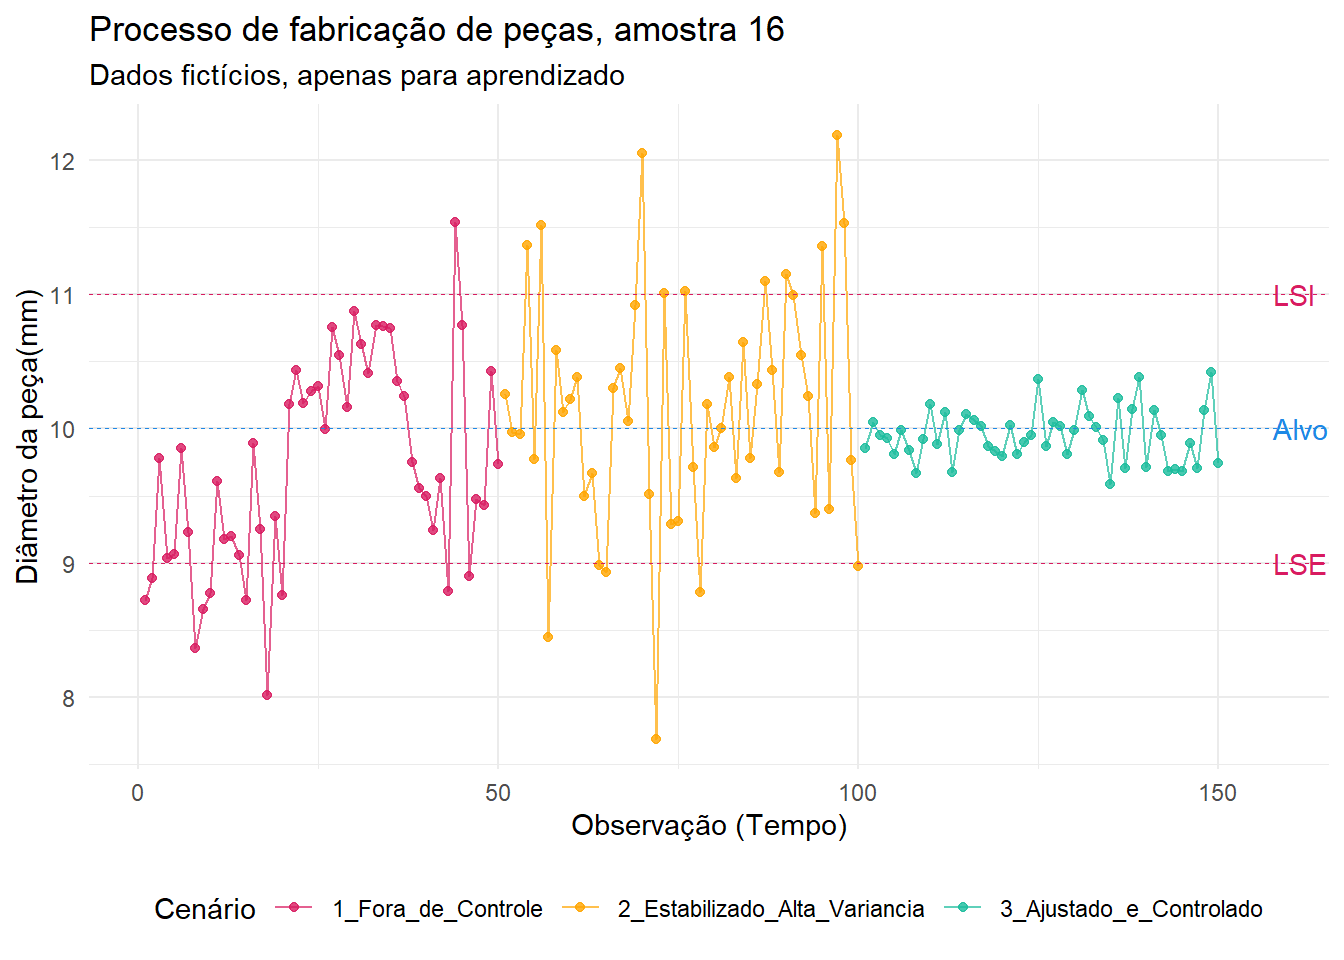 Processo de fabricação de peças, amostra 16
Dados fictícios, apenas para aprendizado
Diâmetro da peça(mm)
12
11
10
9
8
LSI
Alvo
LSE
0
50
100
150
Observação (Tempo)
Cenário
1_Fora_de_Controle
2_Estabilizado_Alta_Variancia
3_Ajustado_e_Controlado